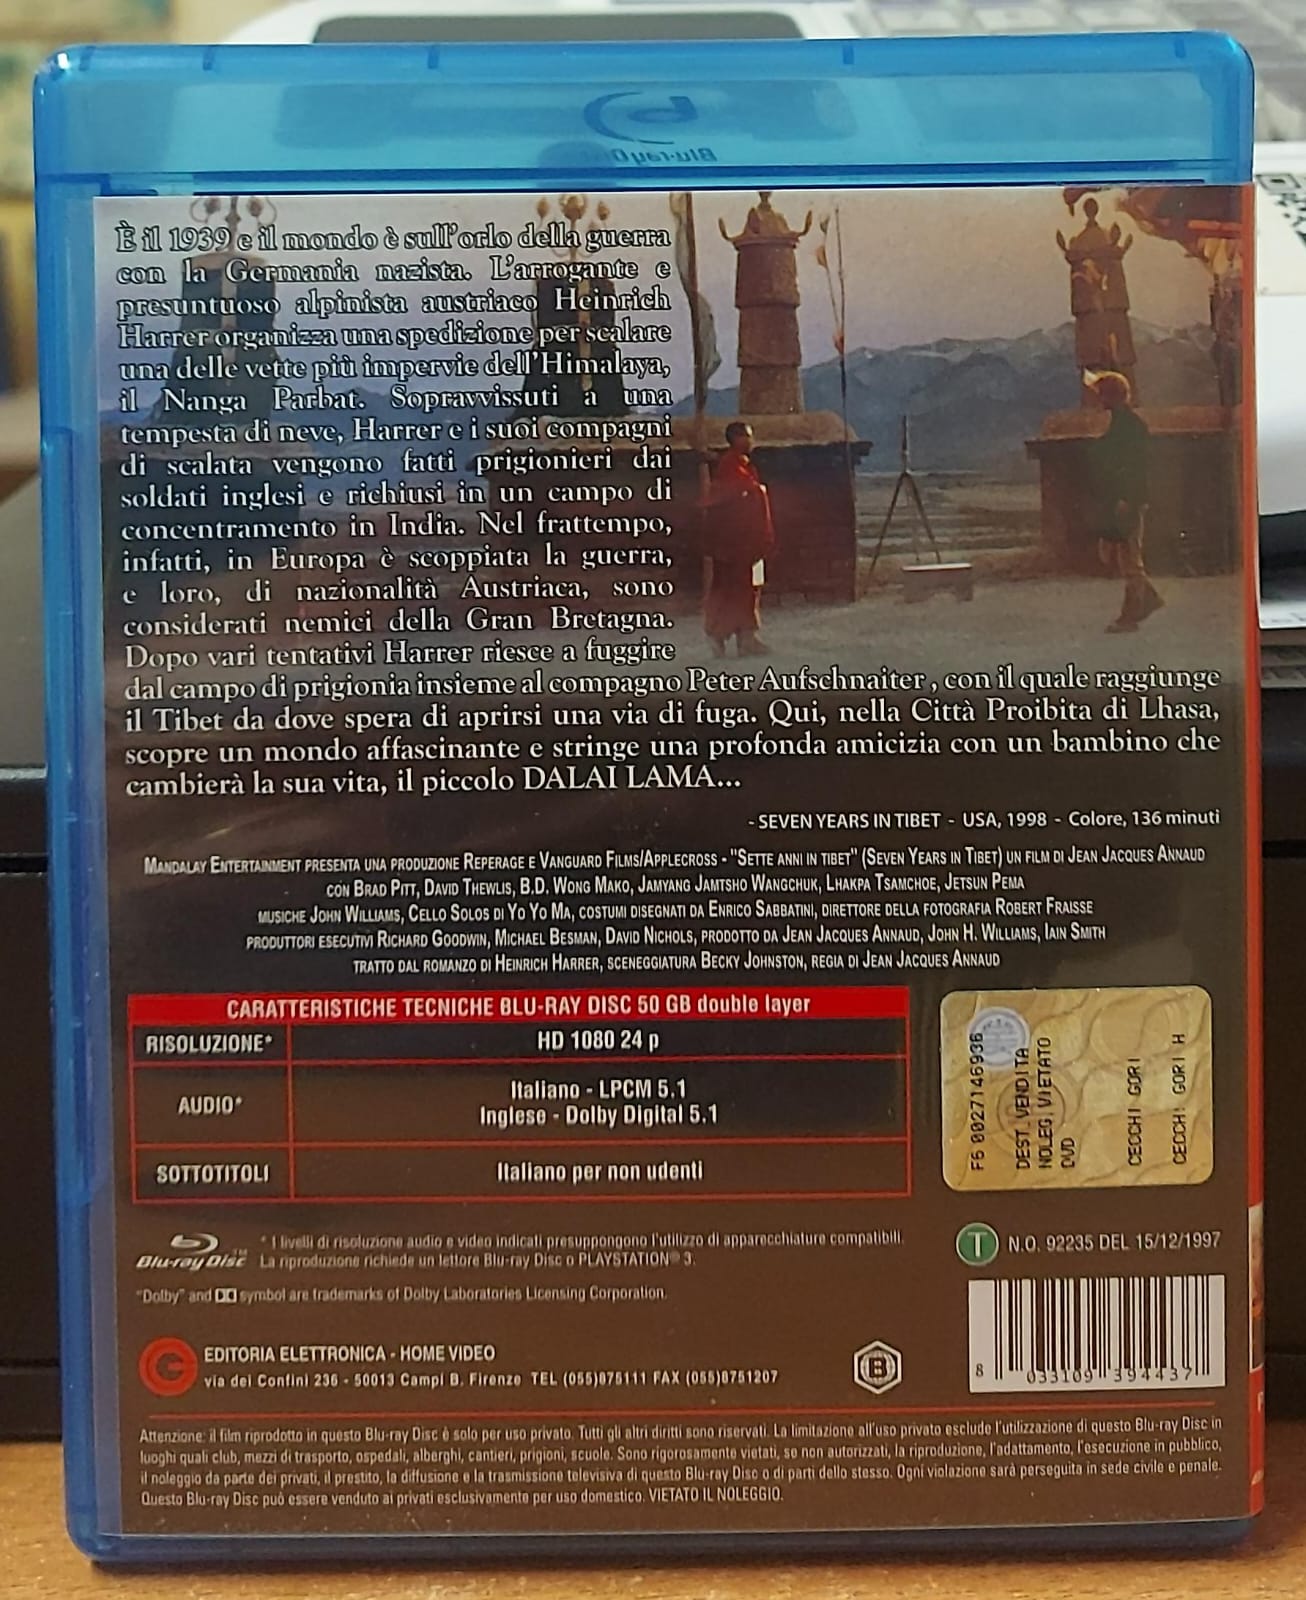 Blu-ray D
È il 1939 e il mondo è sull'orlo della guerra
con la Germania nazista. L'arrogante e
presuntuoso alpinista austriaco Heinrich
Harrer organizza una spedizione per scalare
una delle vette più impervie dell'Himalaya,
il Nanga Parbat. Sopravvissuti a una
tempesta di neve, Harrer e i suoi compagni
di scalata vengono fatti prigionieri dai
soldati inglesi e richiusi in un campo di
concentramento in India. Nel frattempo,
infatti, in Europa è scoppiata la guerra,
e loro, di nazionalità Austriaca, sono
considerati nemici della Gran Bretagna.
Dopo vari tentativi Harrer riesce a fuggire
dal campo di prigionia insieme al compagno Peter Aufschnaiter , con il quale raggiunge
il Tibet da dove spera di aprirsi una via di fuga. Qui, nella Città Proibita di Lhasa,
scopre un mondo affascinante e stringe una profonda amicizia con un bambino che
cambierà la sua vita, il piccolo DALAI LAMA...
- SEVEN YEARS IN TIBET - USA, 1998 - Colore, 136 minuti
MANDALAY ENTERTAINMENT PRESENTA UNA PRODUZIONE REPERAGE E VANGUARD FILMS/APPLECROSS - "SETTE ANNI IN TIBET" (SEVEN YEARS IN TIBET) UN FILM DI JEAN JACQUES ANNAUD
CON BRAD PITT, DAVID THEWLIS, B.D. WONG MAKO, JAMYANG JAMTSHO WANGCHUK, LHAKPA TSAMCHOE, JETSUN PEMA
MUSICHE JOHN WILLIAMS, CELLO SOLOS DI YO YO MA, COSTUMI DISEGNATI DA ENRICO SABBATINI, DIRETTORE DELLA FOTOGRAFIA ROBERT FRAISSE
PRODUTTORI ESECUTIVI RICHARD GOODWIN, MICHAEL BESMAN, DAVID NICHOLS, PRODOTTO DA JEAN JACQUES ANNAUD, JOHN H. WILLIAMS, IAIN SMITH
TRATTO DAL ROMANZO DI HEINRICH HARRER, SCENEGGIATURA BECKY JOHNSTON, REGIA DI JEAN JACQUES ANNAUD
CARATTERISTICHE TECNICHE BLU-RAY DISC 50 GB double layer
RISOLUZIONE* HD 1080 24 p
AUDIO* Italiano - LPCM 5.1
Inglese - Dolby Digital 5.1
SOTTOTITOLI Italiano per non udenti
F6 0027146936
DEST.VENDITA
NOLEG.VIETATO
DVD
CECCHI GORI
CECCHI GORI H
Blu-ray Disc™
* I livelli di risoluzione audio e video indicati presuppongono l'utilizzo di apparecchiature compatibili.
La riproduzione richiede un lettore Blu-ray Disc o PLAYSTATION® 3.
T N.O. 92235 DEL 15/12/1997
"Dolby" and symbol are trademarks of Dolby Laboratories Licensing Corporation.
EDITORIA ELETTRONICA - HOME VIDEO
via dei Confini 236 - 50013 Campi B. Firenze TEL (055)875111 FAX (055)8751207
B
8 033109 394437
Attenzione: il film riprodotto in questo Blu-ray Disc è solo per uso privato. Tutti gli altri diritti sono riservati. La limitazione all'uso privato esclude l'utilizzazione di questo Blu-ray Disc in
luoghi quali club, mezzi di trasporto, ospedali, alberghi, cantieri, prigioni, scuole. Sono rigorosamente vietati, se non autorizzati, la riproduzione, l'adattamento, l'esecuzione in pubblico,
il noleggio da parte dei privati, il prestito, la diffusione e la trasmissione televisiva di questo Blu-ray Disc o di parti dello stesso. Ogni violazione sarà perseguita in sede civile e penale.
Questo Blu-ray Disc può essere venduto ai privati esclusivamente per uso domestico. VIETATO IL NOLEGGIO.